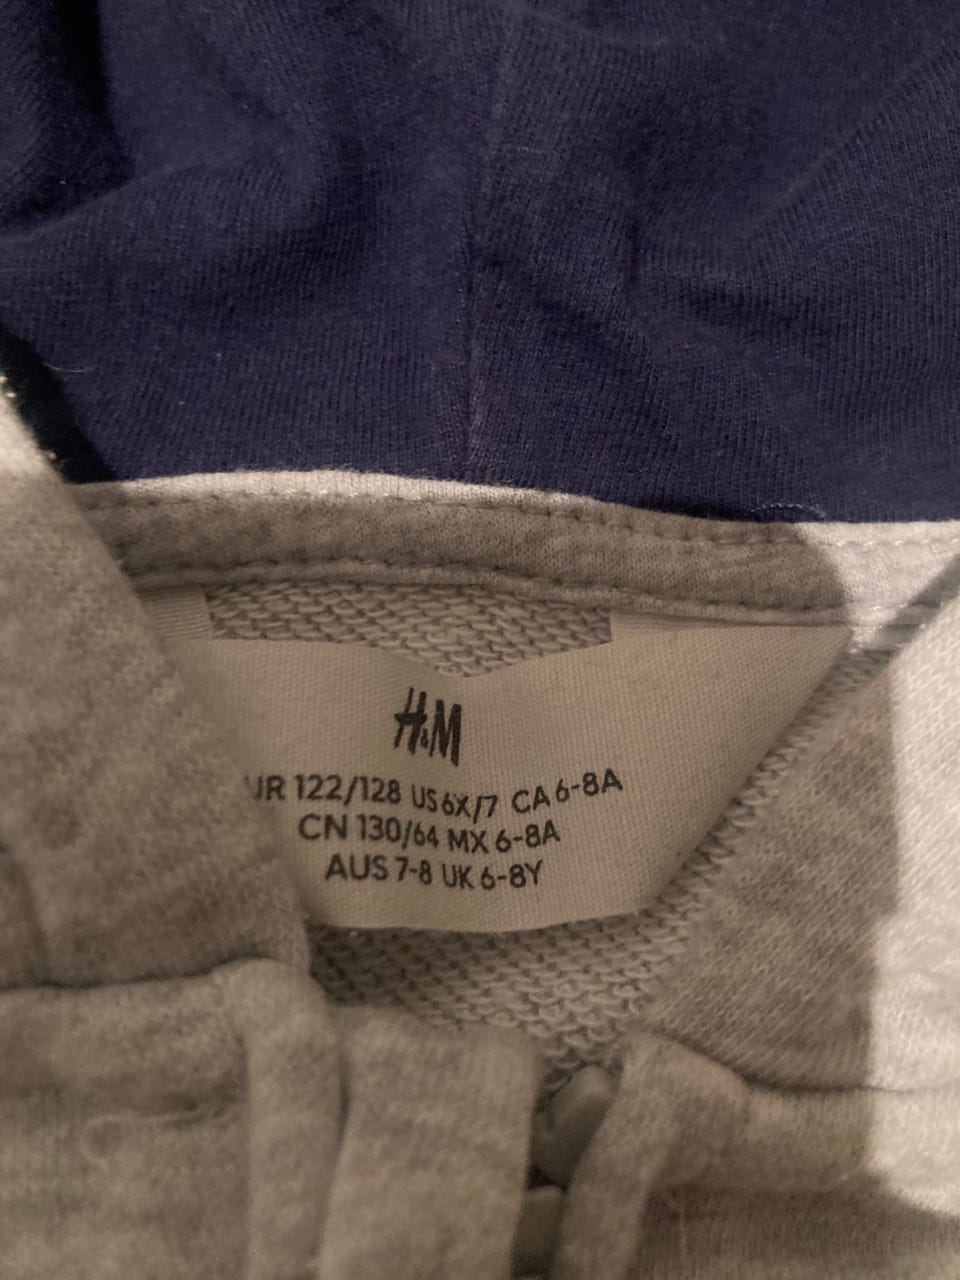 H&M
UR 122/128 US 6X/7 CA 6-8A
CN 130/64 MX 6-8A
AUS 7-8 UK 6-8Y